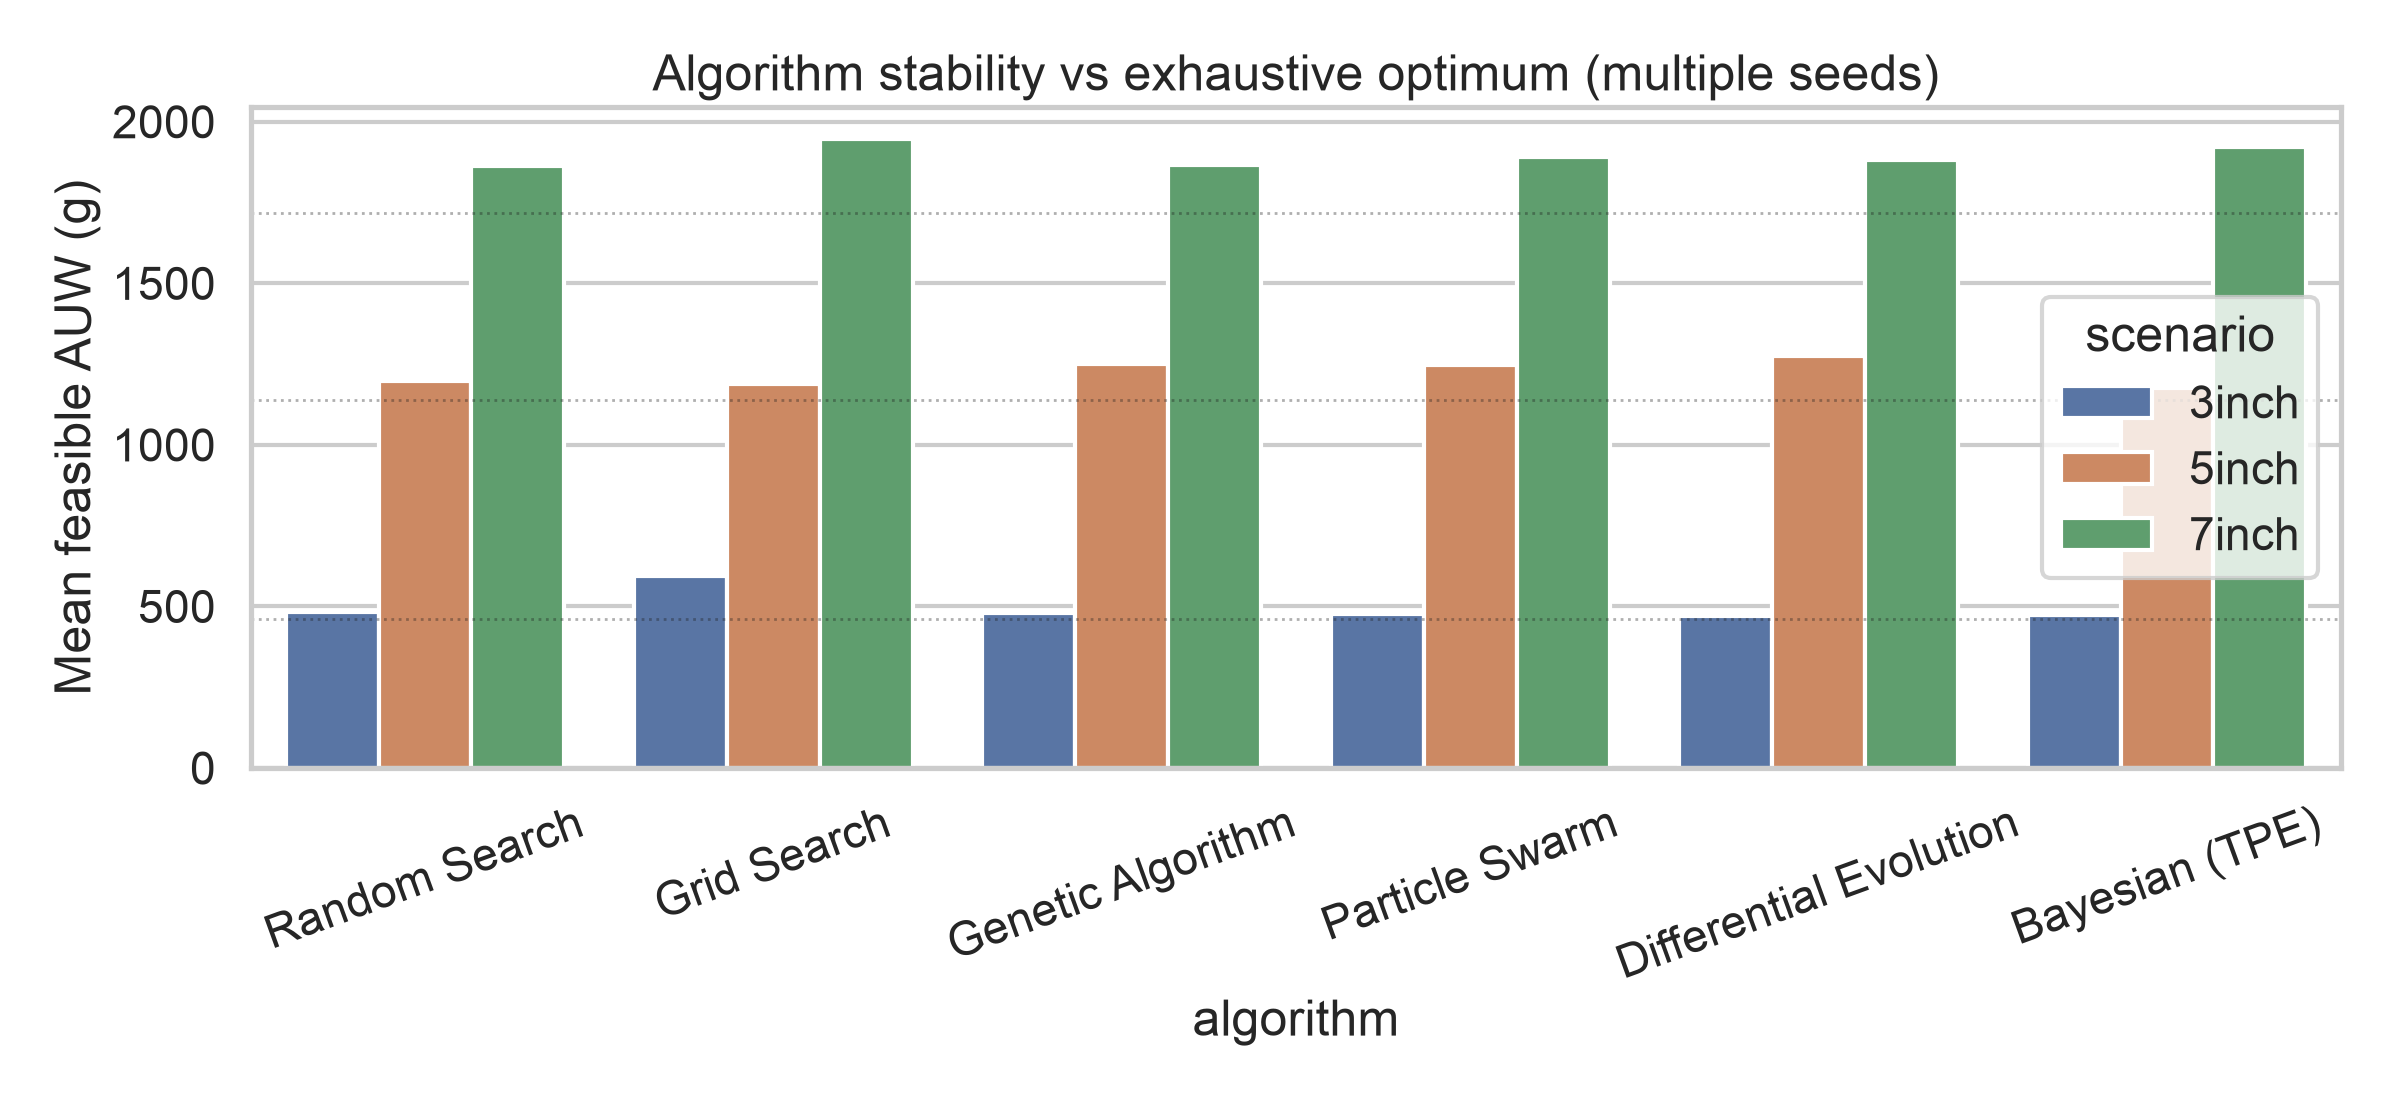 Algorithm stability vs exhaustive optimum (multiple seeds)
Mean feasible AUW (g)
2000
1500
1000
500
0
scenario
3inch
5inch
7inch
Random Search
Grid Search
Genetic Algorithm
Particle Swarm
Differential Evolution
Bayesian (TPE)
algorithm